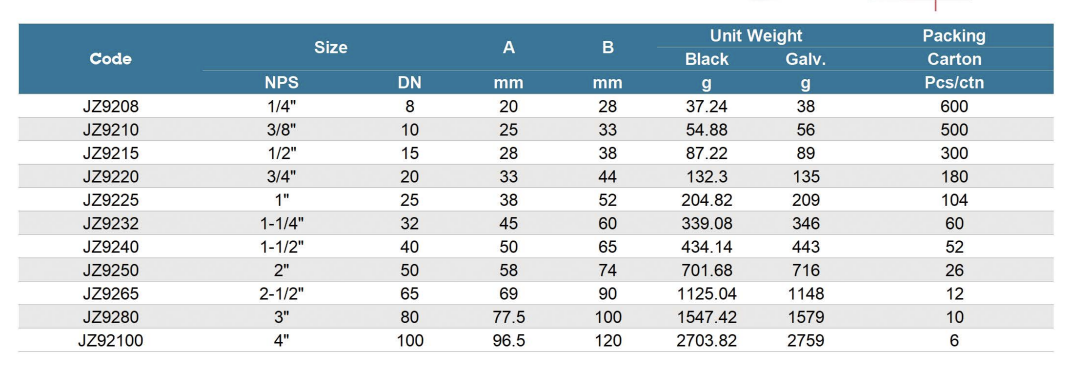 Code Size A B Unit Weight Packing
Black Galv. Carton
NPS DN mm mm g g Pcs/ctn
JZ9208 1/4" 8 20 28 37.24 38 600
JZ9210 3/8" 10 25 33 54.88 56 500
JZ9215 1/2" 15 28 38 87.22 89 300
JZ9220 3/4" 20 33 44 132.3 135 180
JZ9225 1" 25 38 52 204.82 209 104
JZ9232 1-1/4" 32 45 60 339.08 346 60
JZ9240 1-1/2" 40 50 65 434.14 443 52
JZ9250 2" 50 58 74 701.68 716 26
JZ9265 2-1/2" 65 69 90 1125.04 1148 12
JZ9280 3" 80 77.5 100 1547.42 1579 10
JZ92100 4" 100 96.5 120 2703.82 2759 6